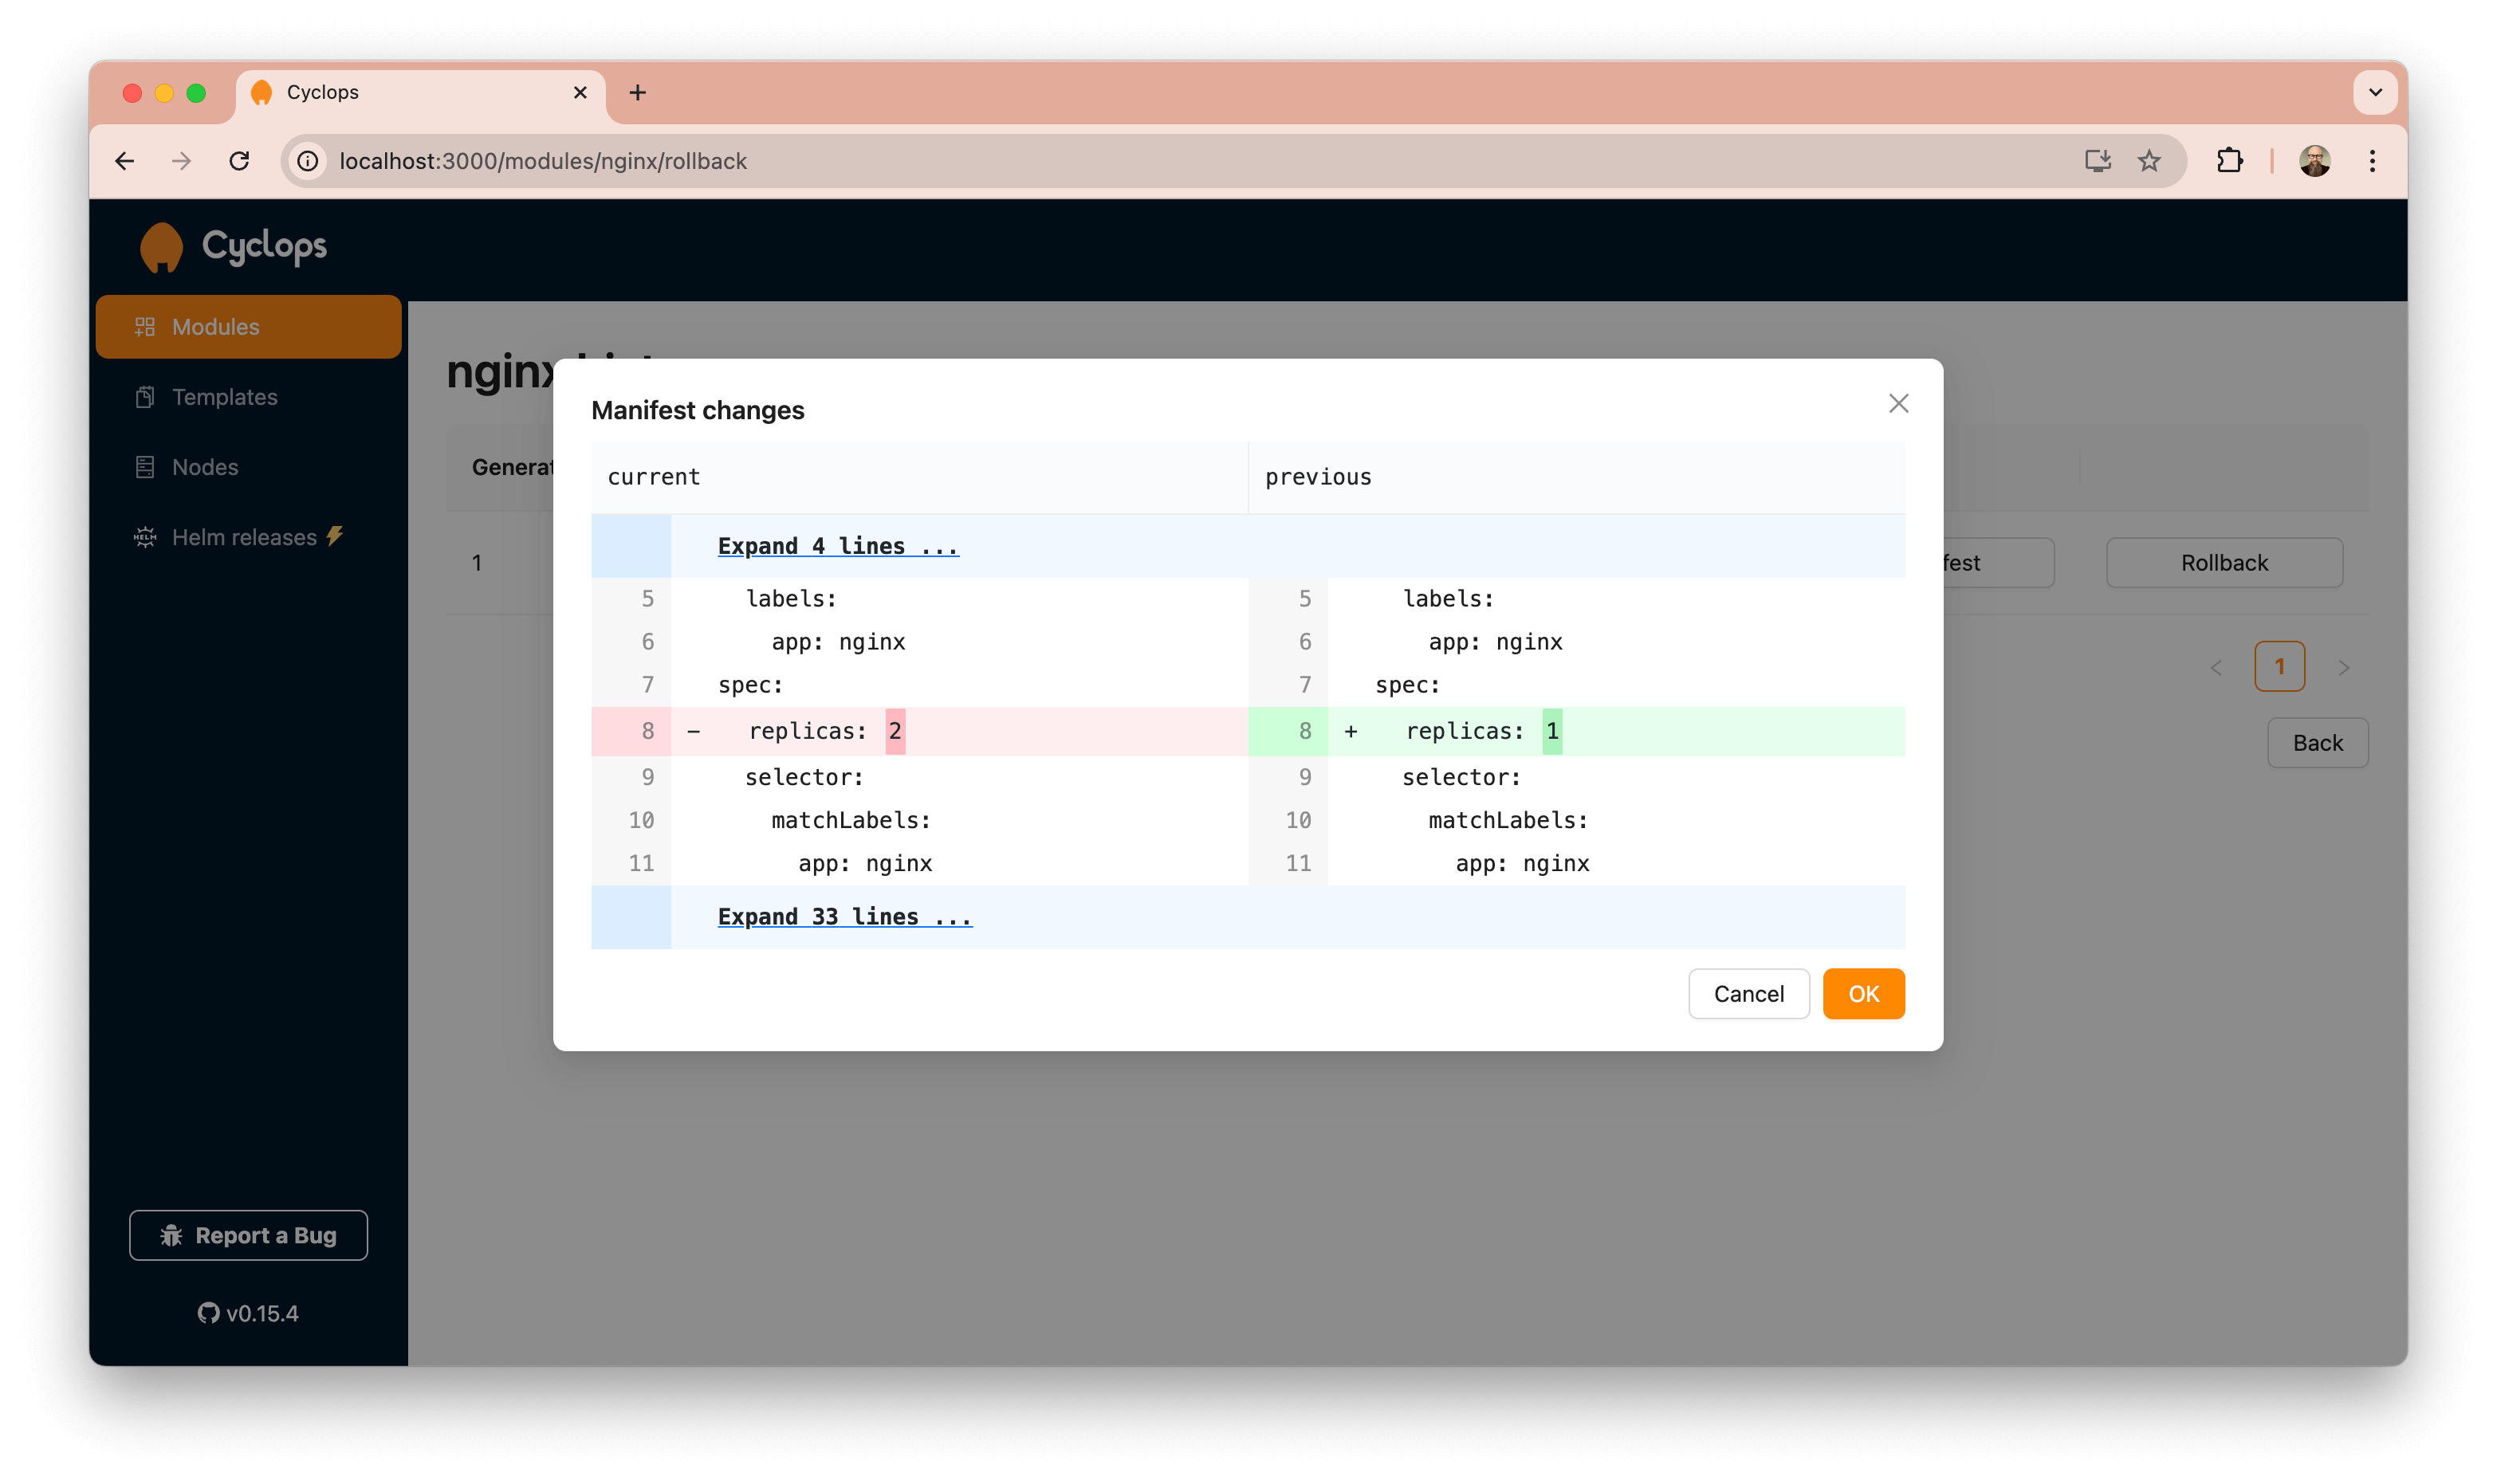 Cyclops
localhost:3000/modules/nginx/rollback
Cyclops
Modules
Templates
Nodes
HELM Helm releases
Report a Bug
v0.15.4
nginx
Manifest changes
current previous
Expand 4 lines ...
5 labels: 5 labels:
6 app: nginx 6 app: nginx
7 spec: 7 spec:
8 - replicas: 2 8 + replicas: 1
9 selector: 9 selector:
10 matchLabels: 10 matchLabels:
11 app: nginx 11 app: nginx
Expand 33 lines ...
Cancel OK
1
Rollback
1
Back